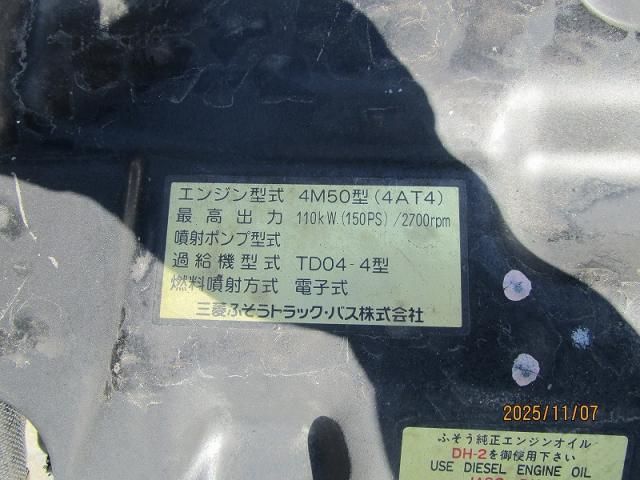 エンジン型式 4M50型(4AT4)
最高出力 110kW(150PS)/2700rpm
噴射ポンプ型式
過給機型式 TD04-4型
燃料噴射方式 電子式
三菱ふそうトラック・バス株式会社
2025/11/07
ふそう純正エンジンオイル
DH-2を御使用下さい
USE DIESEL ENGINE OIL